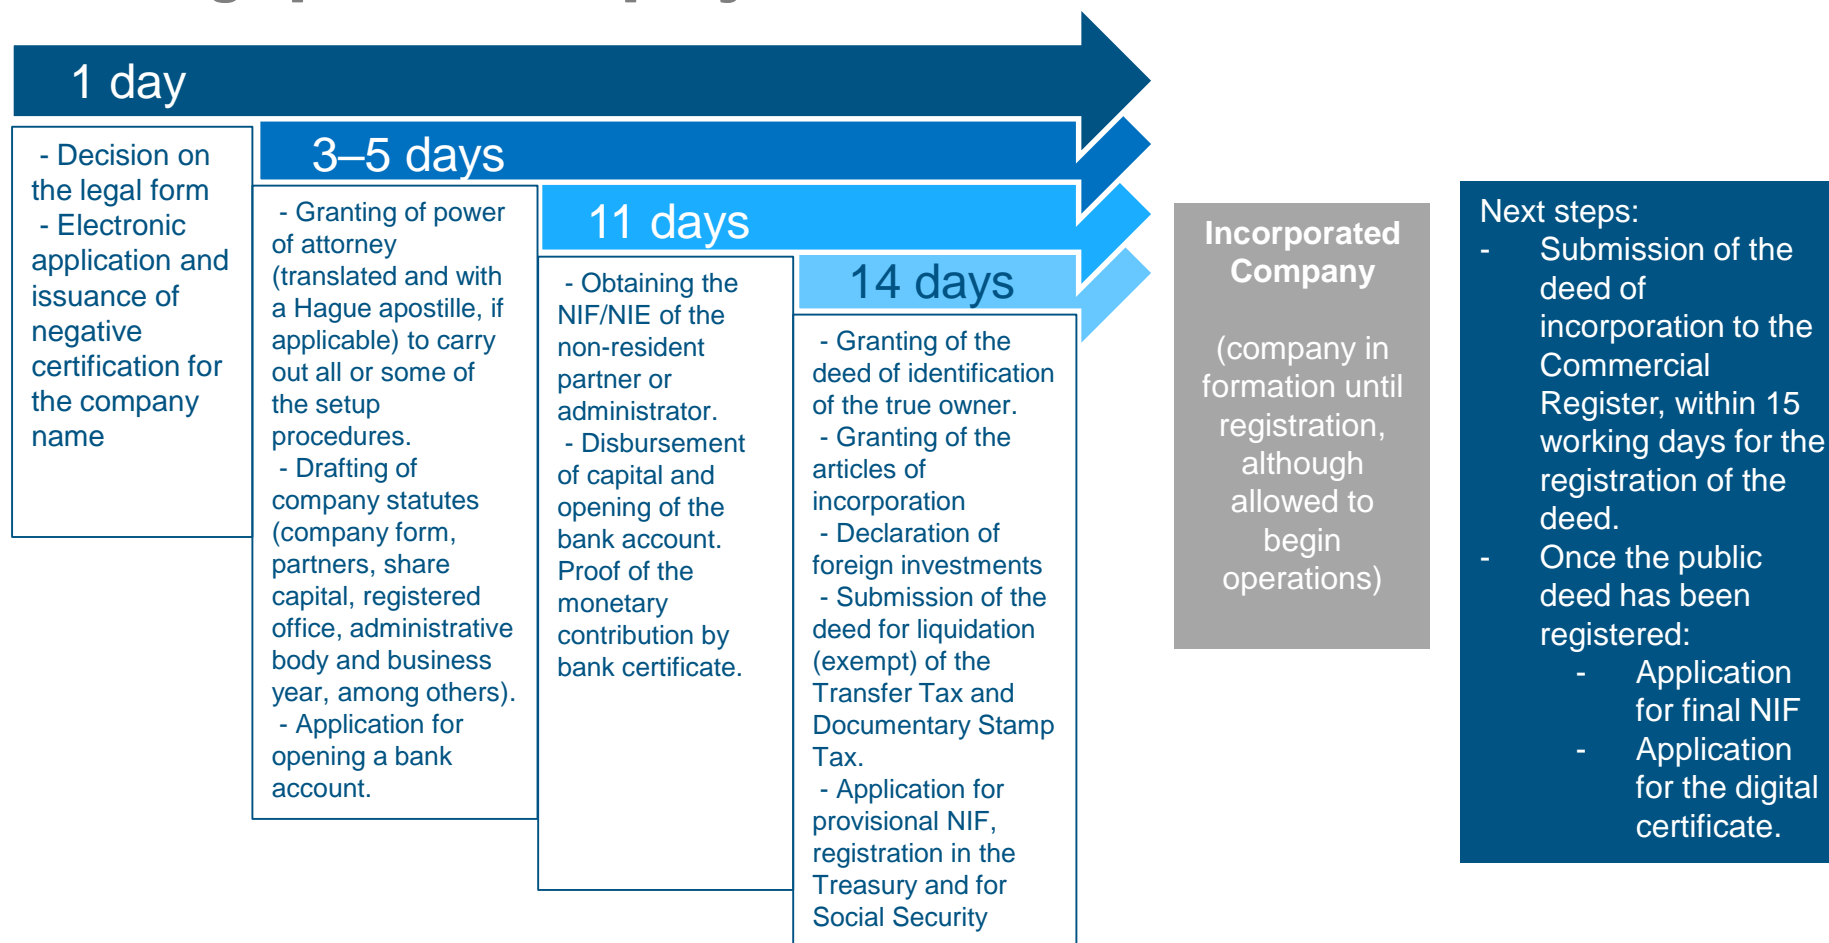 1 day
- Decision on
the legal form
- Electronic
application and
issuance of
negative
certification for
the company
name
3–5 days
- Granting of power
of attorney
(translated and with
a Hague apostille, if
applicable) to carry
out all or some of
the setup
procedures.
- Drafting of
company statutes
(company form,
partners, share
capital, registered
office, administrative
body and business
year, among others).
- Application for
opening a bank
account.
11 days
- Obtaining the
NIF/NIE of the
non-resident
partner or
administrator.
- Disbursement
of capital and
opening of the
bank account.
Proof of the
monetary
contribution by
bank certificate.
14 days
- Granting of the
deed of identification
of the true owner.
- Granting of the
articles of
incorporation
- Declaration of
foreign investments
- Submission of the
deed for liquidation
(exempt) of the
Transfer Tax and
Documentary Stamp
Tax.
- Application for
provisional NIF,
registration in the
Treasury and for
Social Security
Incorporated
Company
(company in
formation until
registration,
although
allowed to
begin
operations)
Next steps:
- Submission of the
deed of
incorporation to the
Commercial
Register, within 15
working days for the
registration of the
deed.
- Once the public
deed has been
registered:
- Application
for final NIF
- Application
for the digital
certificate.